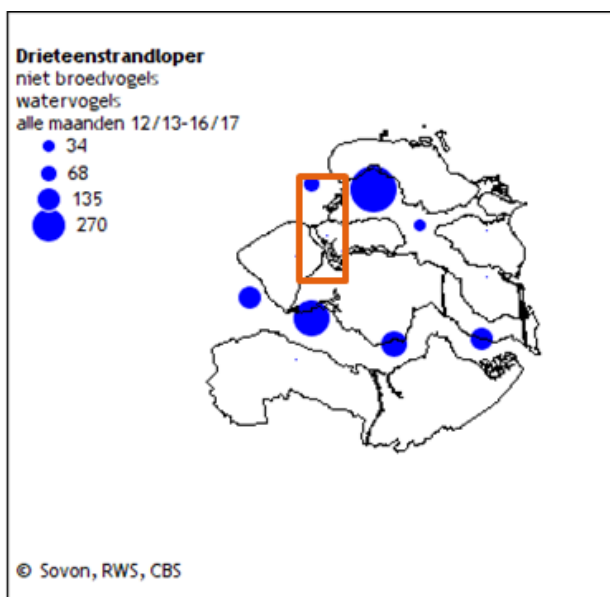 Drieteenstrandloper
niet broedvogels
watervogels
alle maanden 12/13-16/17
34
68
135
270
© Sovon, RWS, CBS